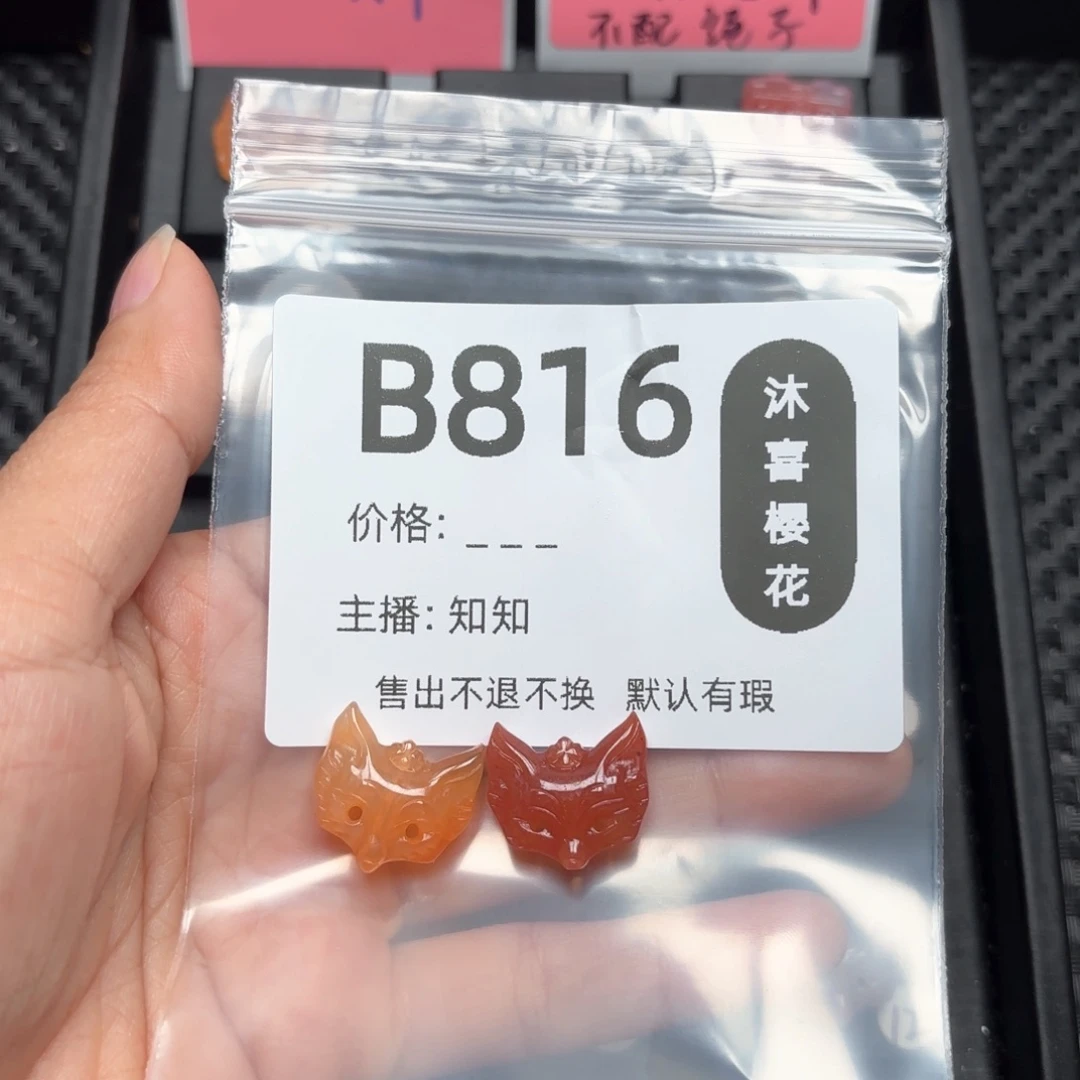 不配 绳子
B816
沐喜樱花
价格: _ _ _
主播: 知知
售出不退不换 默认有瑕